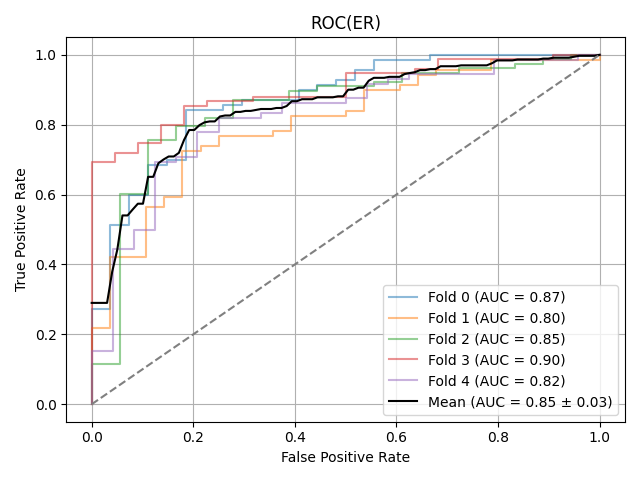 ROC(ER)
True Positive Rate
1.0
0.8
0.6
0.4
0.2
0.0
Fold 0 (AUC = 0.87)
Fold 1 (AUC = 0.80)
Fold 2 (AUC = 0.85)
Fold 3 (AUC = 0.90)
Fold 4 (AUC = 0.82)
Mean (AUC = 0.85 ± 0.03)
0.0 0.2 0.4 0.6 0.8 1.0
False Positive Rate